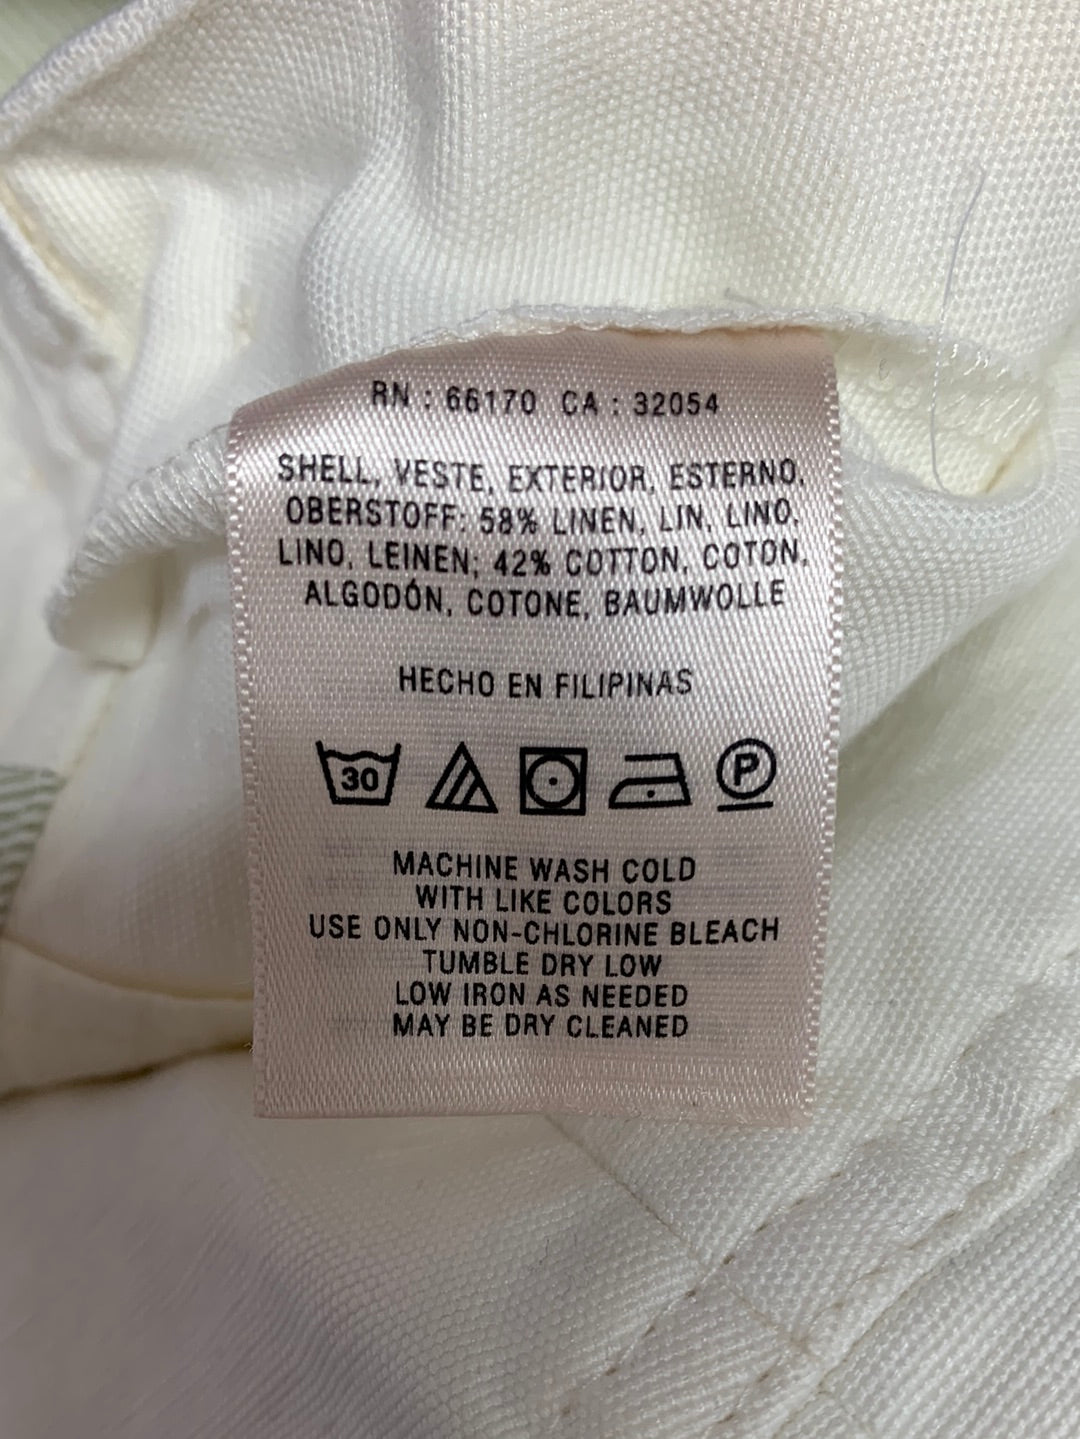 RN : 66170 CA : 32054
SHELL, VESTE, EXTERIOR, ESTERNO,
OBERSTOFF: 58% LINEN, LIN, LINO,
LINO, LEINEN; 42% COTTON, COTON,
ALGODÓN, COTONE, BAUMWOLLE
HECHO EN FILIPINAS
30 P
MACHINE WASH COLD
WITH LIKE COLORS
USE ONLY NON-CHLORINE BLEACH
TUMBLE DRY LOW
LOW IRON AS NEEDED
MAY BE DRY CLEANED